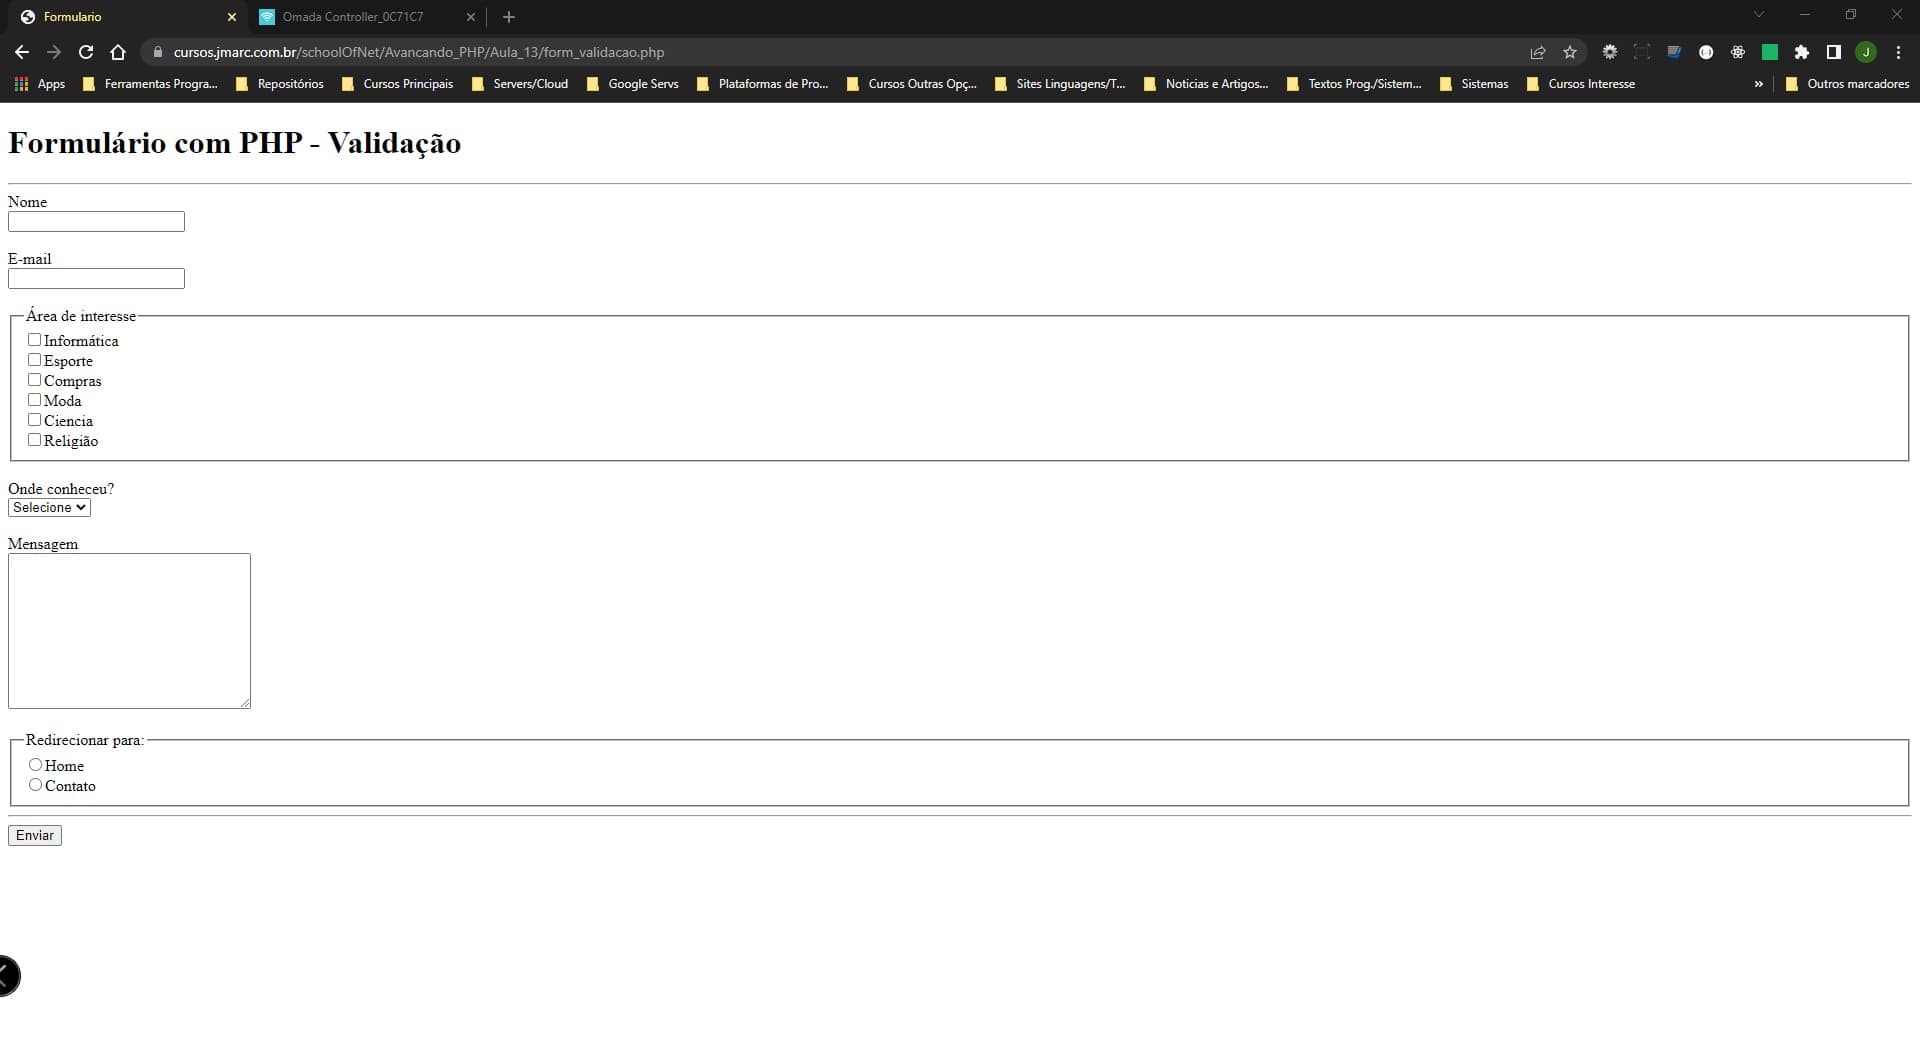 Formulario
Omada Controller_0C71C7
cursos.jmarc.com.br/schoolOfNet/Avancando_PHP/Aula_13/form_validacao.php
J
Apps
Ferramentas Progra...
Repositórios
Cursos Principais
Servers/Cloud
Google Servs
Plataformas de Pro...
Cursos Outras Opç...
Sites Linguagens/T...
Noticias e Artigos...
Textos Prog./Sistem...
Sistemas
Cursos Interesse
»
Outros marcadores
Formulário com PHP - Validação
Nome
E-mail
Área de interesse
Informática
Esporte
Compras
Moda
Ciencia
Religião
Onde conheceu?
Selecione
Mensagem
Redirecionar para:
Home
Contato
Enviar